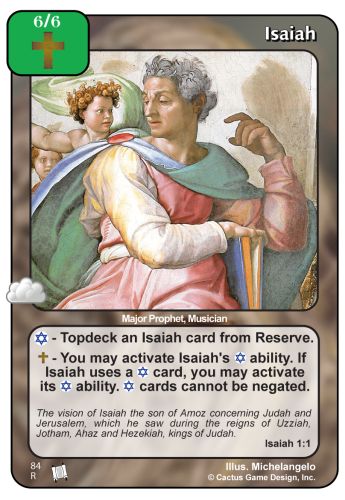 6/6
Isaiah
Major Prophet, Musician
✡ - Topdeck an Isaiah card from Reserve.
✝ - You may activate Isaiah's ✡ ability. If
Isaiah uses a ✡ card, you may activate
its ✡ ability. ✡ cards cannot be negated.
The vision of Isaiah the son of Amoz concerning Judah and
Jerusalem, which he saw during the reigns of Uzziah,
Jotham, Ahaz and Hezekiah, kings of Judah.
Isaiah 1:1
84
R
Illus. Michelangelo
© Cactus Game Design, Inc.